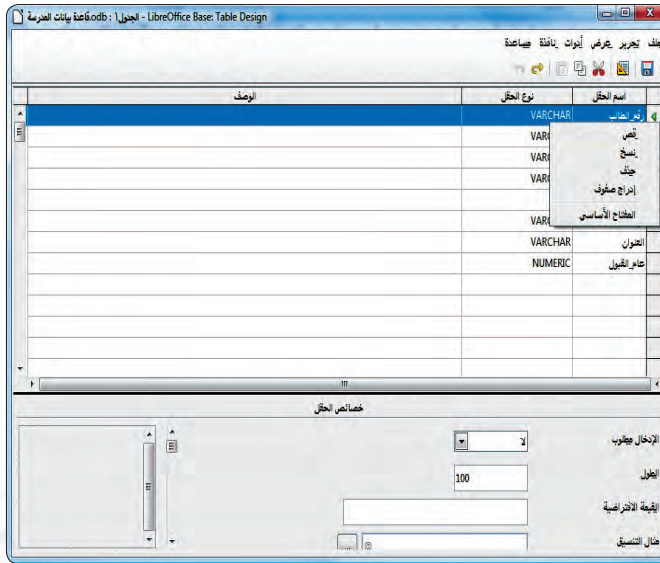 قاعدة بيانات المدرسة.odb : الجدول١ - LibreOffice Base: Table Design
ملف تحرير عرض أدوات نافذة مساعدة
اسم الحقل نوع الحقل الوصف
رقم_الطالب VARCHAR
قص
نسخ
حذف
إدراج صفوف
المفتاح الأساسي
العنوان VARCHAR
عام_القبول NUMERIC
خصائص الحقل
الإدخال مطلوب لا
الطول 100
القيمة الافتراضية
مثال التنسيق @ ...